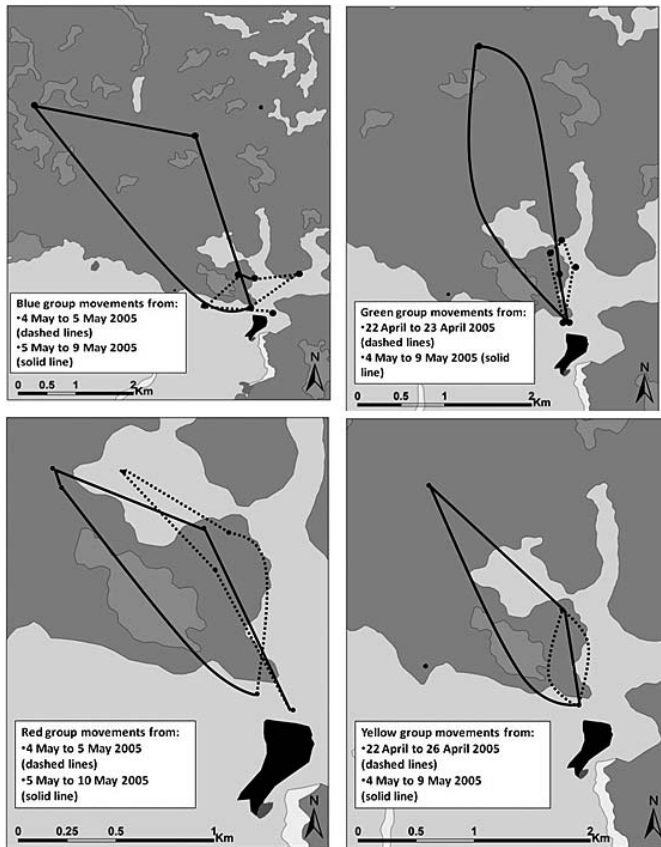 Blue group movements from:
•4 May to 5 May 2005
(dashed lines)
•5 May to 9 May 2005
(solid line)
N
0 0.5 1 2
Km
Green group movements from:
•22 April to 23 April 2005
(dashed lines)
•4 May to 9 May 2005 (solid
line)
N
0 0.5 1 2
Km
Red group movements from:
•4 May to 5 May 2005
(dashed lines)
•5 May to 10 May 2005
(solid line)
N
0 0.25 0.5 1
Km
Yellow group movements from:
•22 April to 26 April 2005
(dashed lines)
•4 May to 9 May 2005
(solid line)
N
0 0.5 1 2
Km